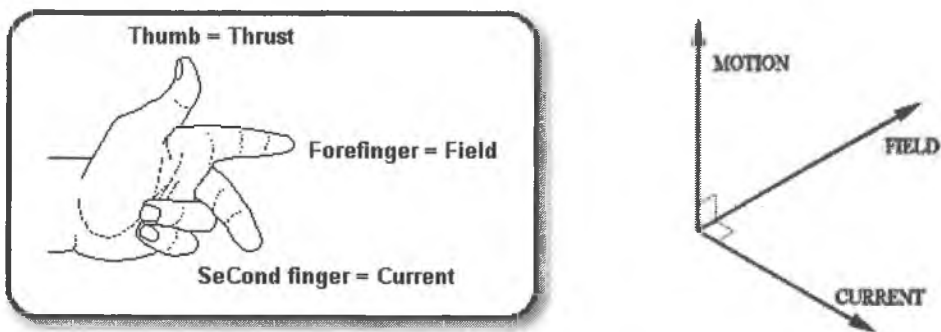 Thumb = Thrust
Forefinger = Field
SeCond finger = Current
MOTION
FIELD
CURRENT